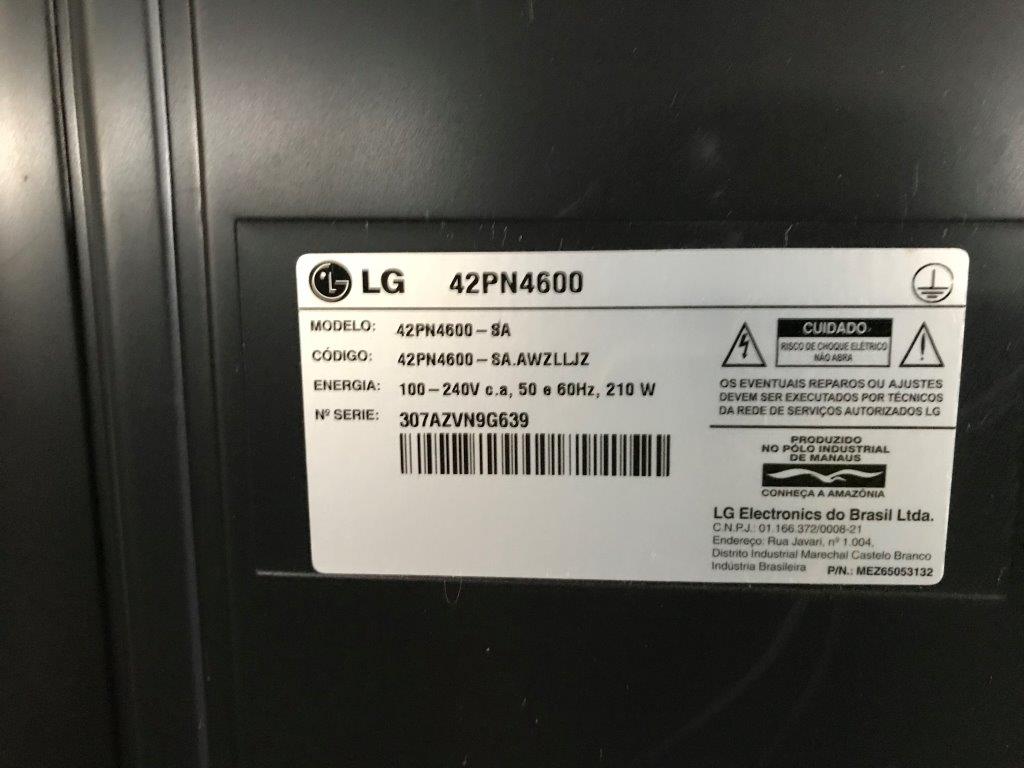 LG 42PN4600
MODELO: 42PN4600-SA
CÓDIGO: 42PN4600-SA.AWZLLJZ
ENERGIA: 100-240V c.a, 50 e 60Hz, 210 W
Nº SERIE: 307AZVN9G639
CUIDADO
RISCO DE CHOQUE ELÉTRICO
NÃO ABRA
OS EVENTUAIS REPAROS OU AJUSTES
DEVEM SER EXECUTADOS POR TÉCNICOS
DA REDE DE SERVIÇOS AUTORIZADOS LG
PRODUZIDO
NO PÓLO INDUSTRIAL
DE MANAUS
CONHEÇA A AMAZÔNIA
LG Electronics do Brasil Ltda.
C.N.P.J.: 01.166.372/0008-21
Endereço: Rua Javari, nº 1.004,
Distrito Industrial Marechal Castelo Branco
Indústria Brasileira P/N.: MEZ65053132